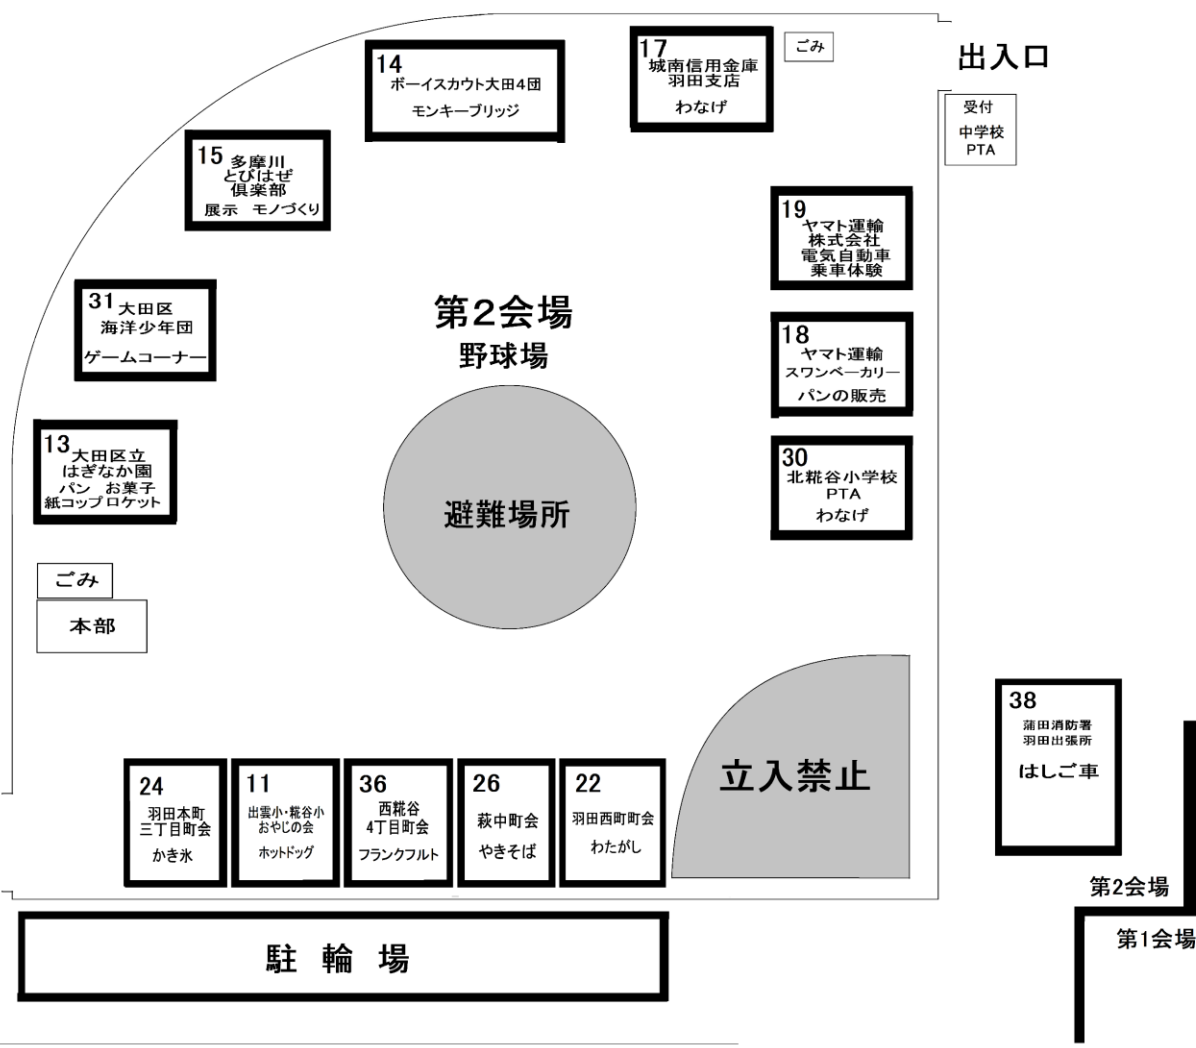 出入口
受付
中学校
PTA
ごみ
17
城南信用金庫
羽田支店
わなげ
14
ボーイスカウト大田4団
モンキーブリッジ
15
多摩川
とびはぜ
倶楽部
展示 モノづくり
19
ヤマト運輸
株式会社
電気自動車
乗車体験
31
大田区
海洋少年団
ゲームコーナー
第2会場
野球場
18
ヤマト運輸
スワンベーカリー
パンの販売
13
大田区立
はぎなか園
パン お菓子
紙コップロケット
避難場所
30
北糀谷小学校
PTA
わなげ
ごみ
本部
立入禁止
38
蒲田消防署
羽田出張所
はしご車
24
羽田本町
三丁目町会
かき氷
11
出雲小・糀谷小
おやじの会
ホットドッグ
36
西糀谷
4丁目町会
フランクフルト
26
萩中町会
やきそば
22
羽田西町町会
わたがし
第2会場
第1会場
駐輪場